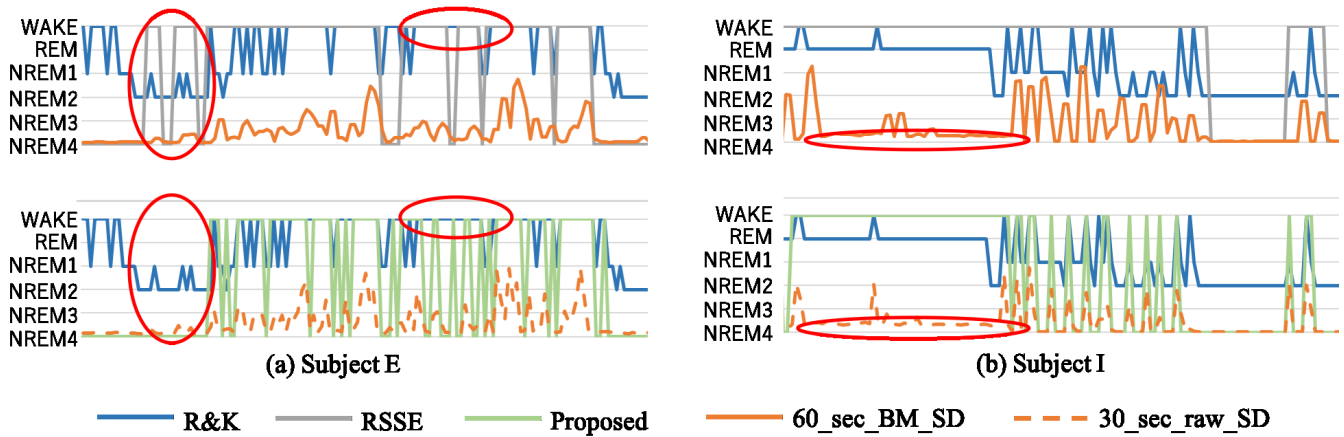 WAKE
REM
NREM1
NREM2
NREM3
NREM4
WAKE
REM
NREM1
NREM2
NREM3
NREM4
(a) Subject E
WAKE
REM
NREM1
NREM2
NREM3
NREM4
WAKE
REM
NREM1
NREM2
NREM3
NREM4
(b) Subject I
R&K RSSE Proposed 60_sec_BM_SD 30_sec_raw_SD